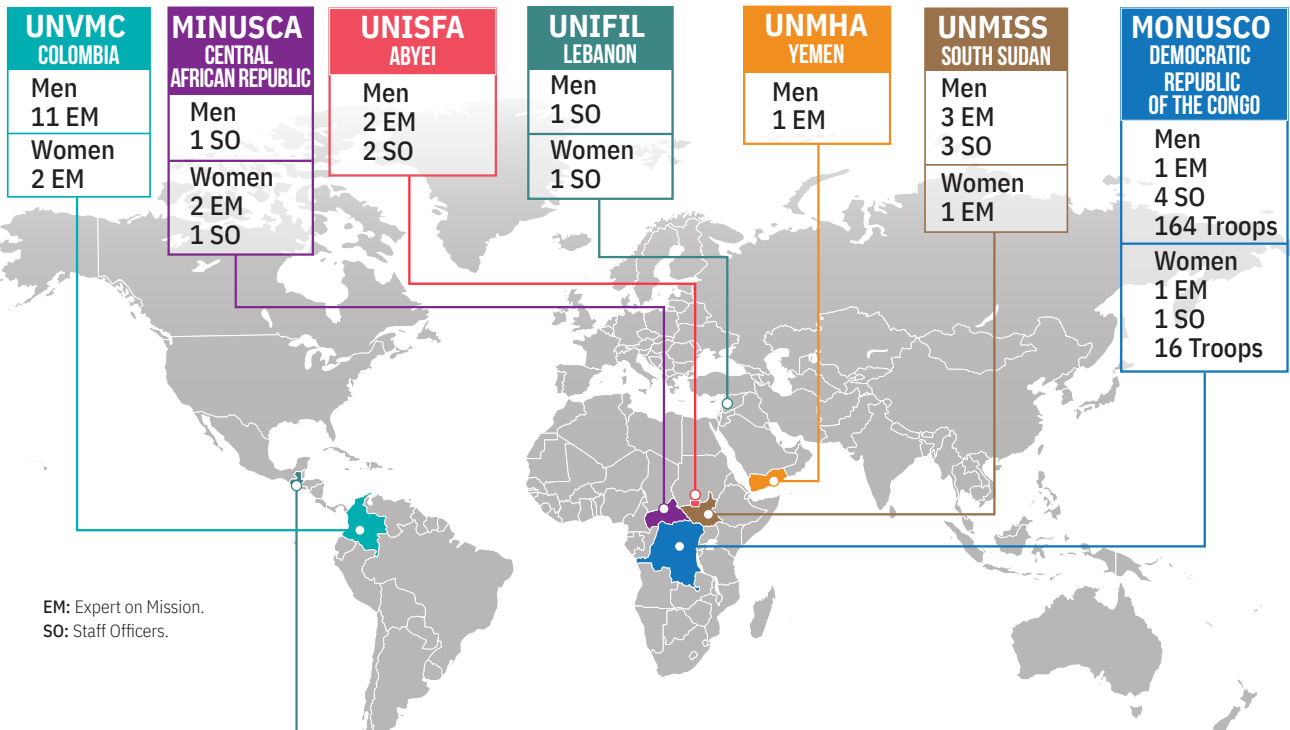 UNVMC
COLOMBIA
Men
11 EM
Women
2 EM
MINUSCA
CENTRAL
AFRICAN REPUBLIC
Men
1 SO
Women
2 EM
1 SO
UNISFA
ABYEI
Men
2 EM
2 SO
UNIFIL
LEBANON
Men
1 SO
Women
1 SO
UNMHA
YEMEN
Men
1 EM
UNMISS
SOUTH SUDAN
Men
3 EM
3 SO
Women
1 EM
MONUSCO
DEMOCRATIC
REPUBLIC
OF THE CONGO
Men
1 EM
4 SO
164 Troops
Women
1 EM
1 SO
16 Troops
EM: Expert on Mission.
SO: Staff Officers.